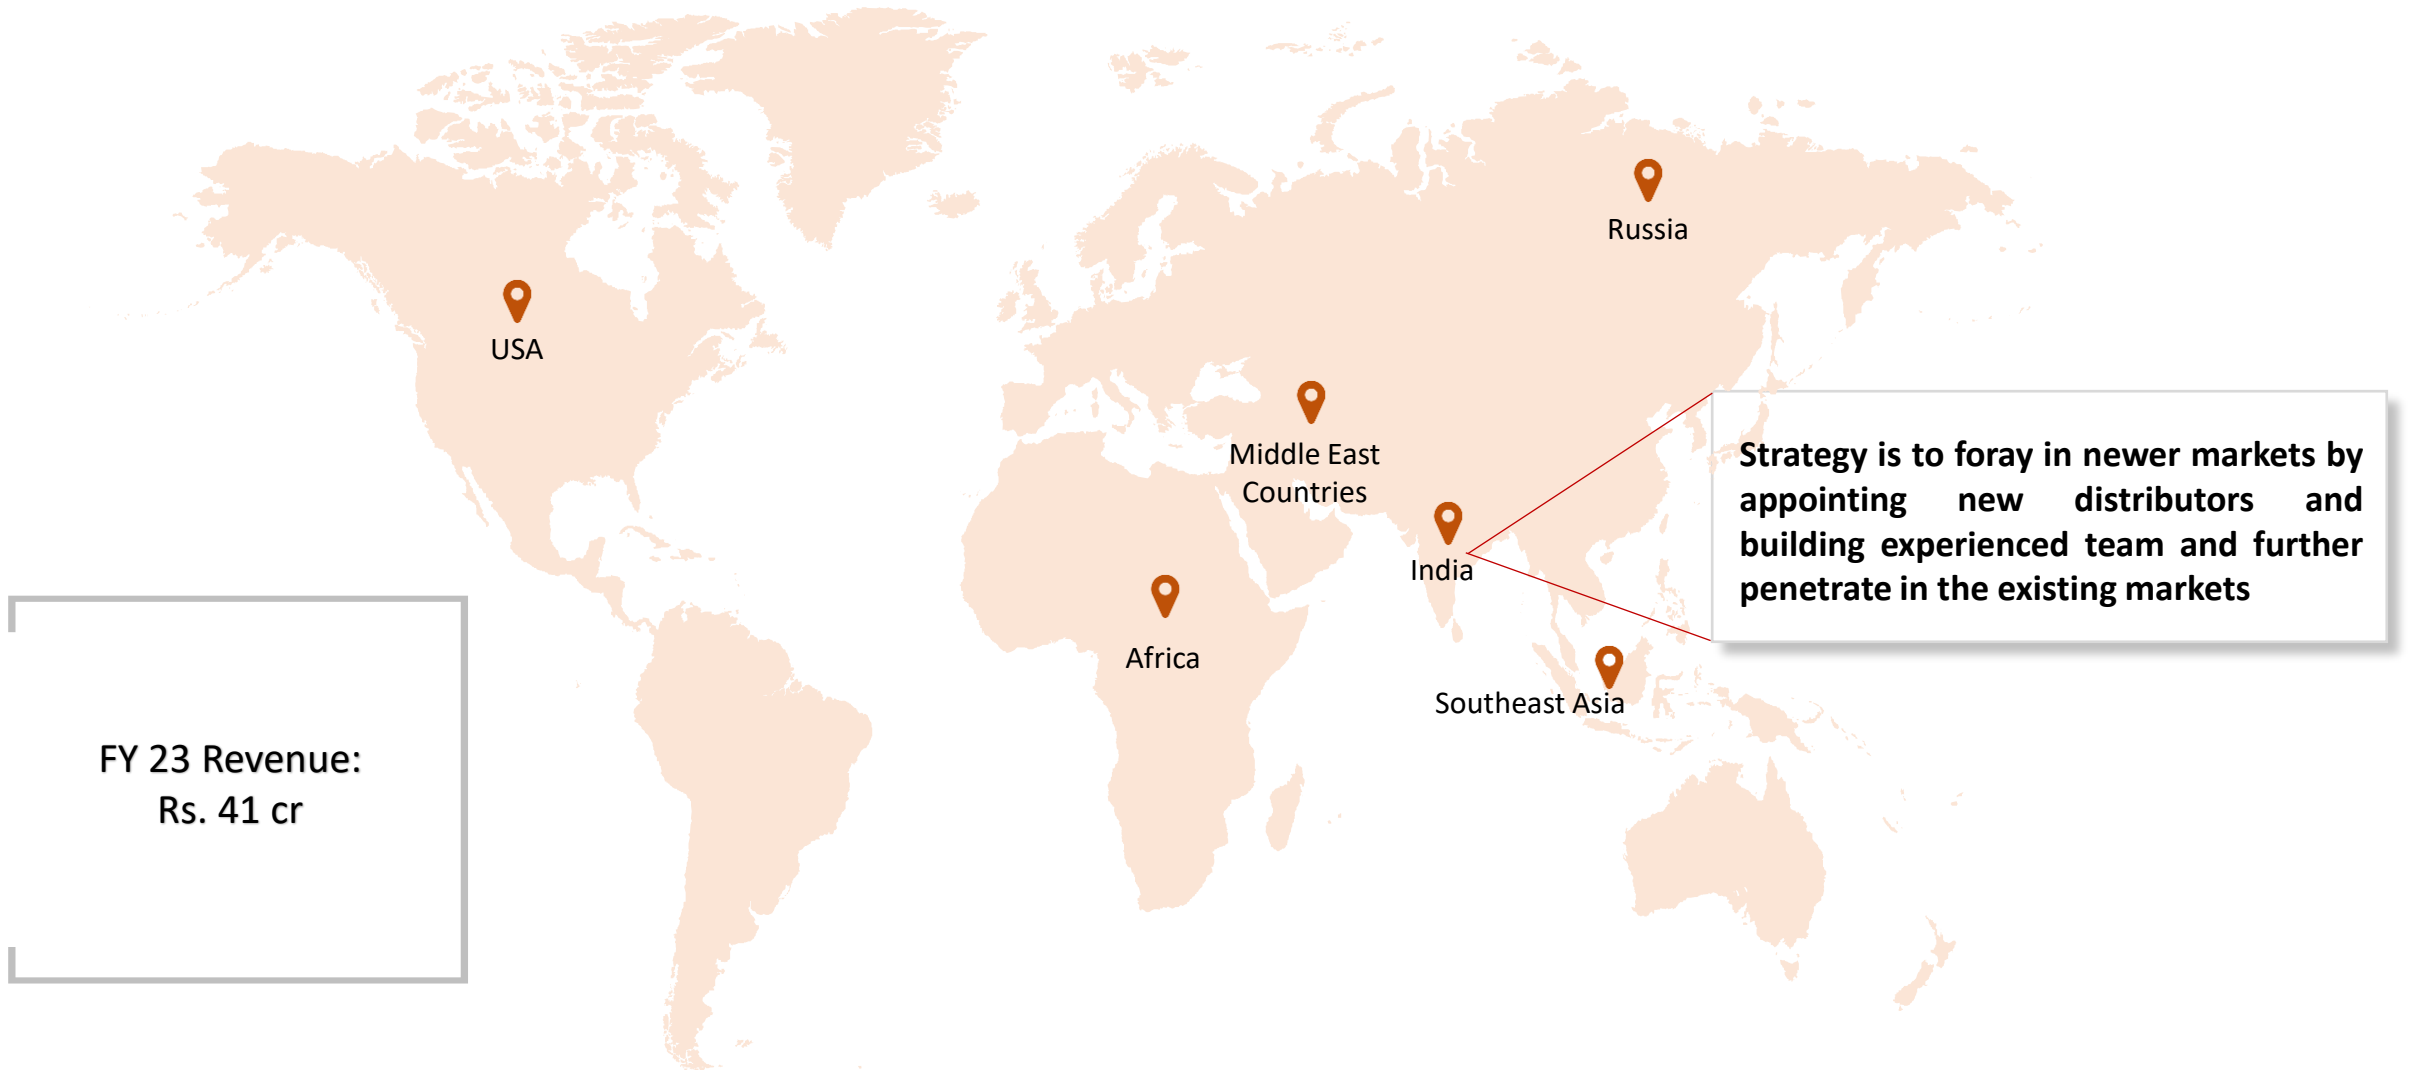 Russia
USA
Middle East
Countries
Strategy is to foray in newer markets by
appointing new distributors and
building experienced team and further
penetrate in the existing markets
India
Africa
Southeast Asia
FY 23 Revenue:
Rs. 41 cr